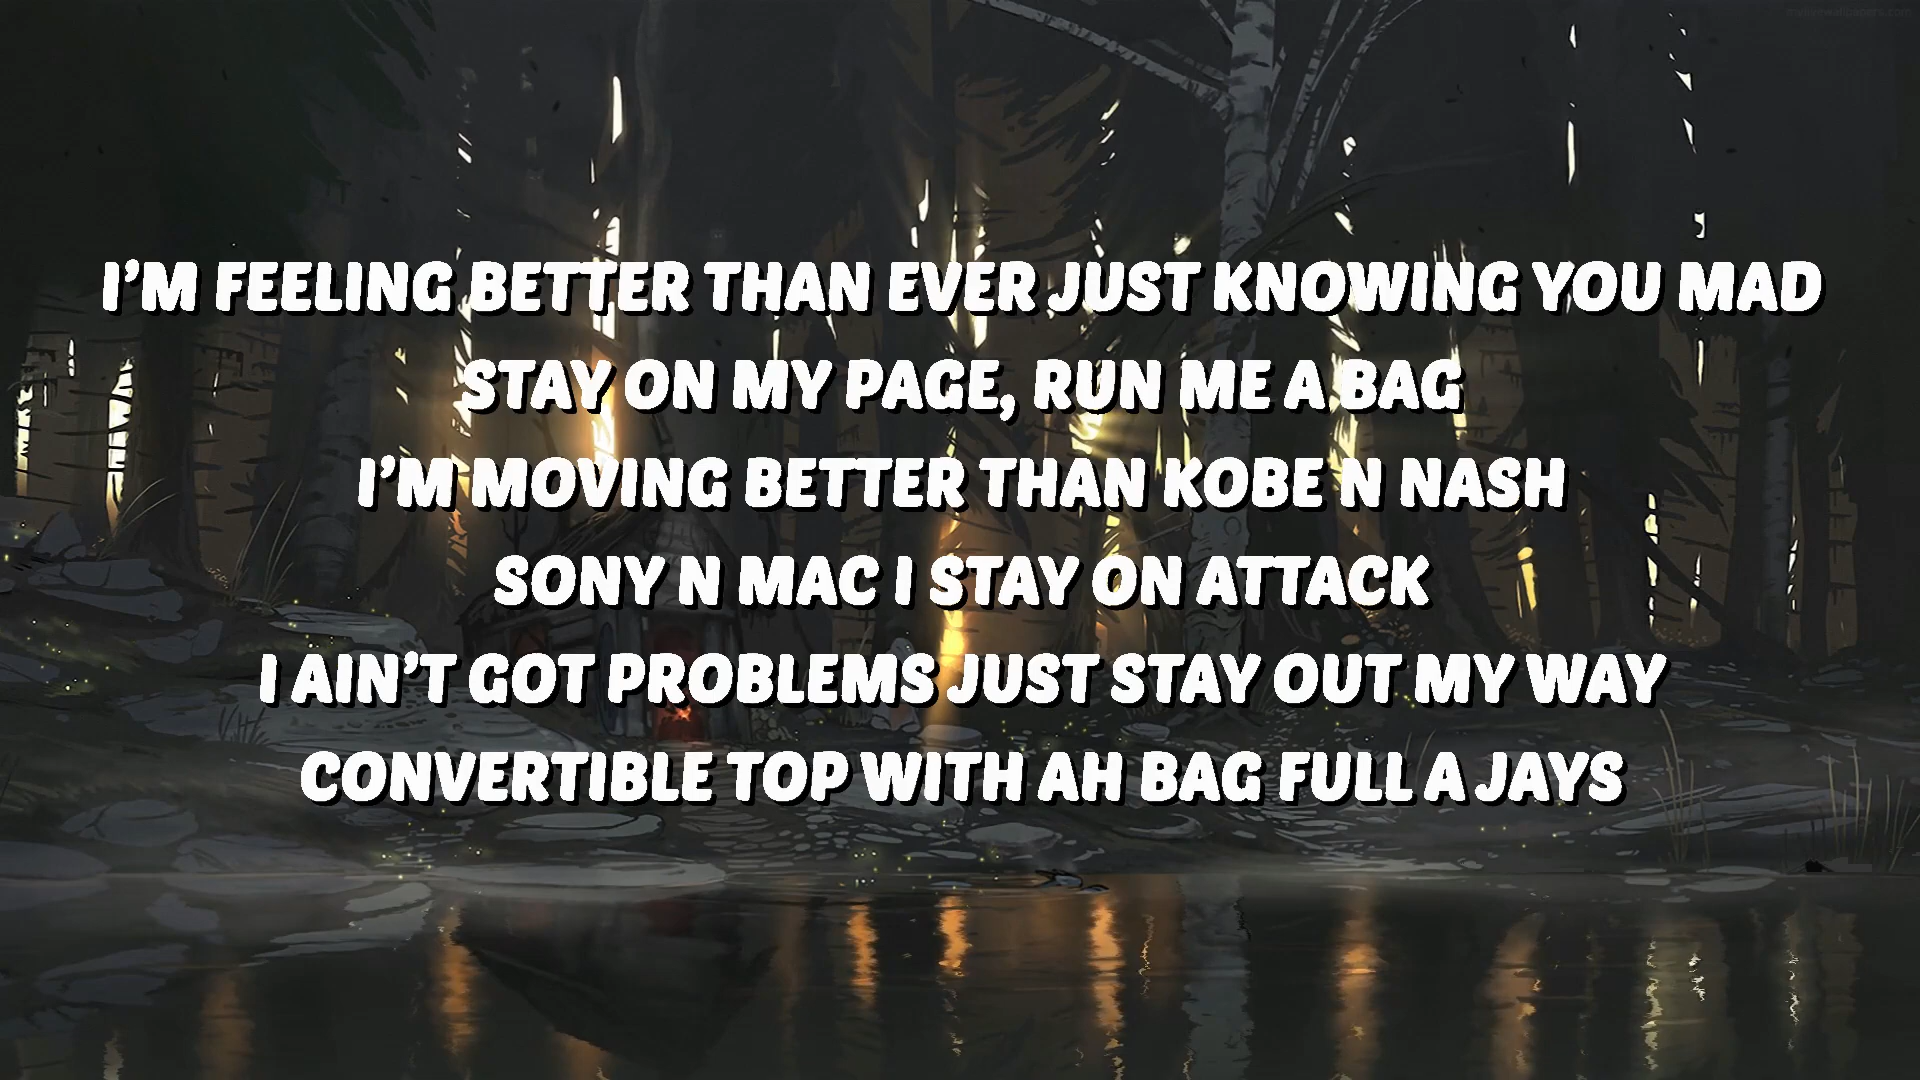 I'M FEELING BETTER THAN EVER JUST KNOWING YOU MAD
STAY ON MY PAGE, RUN ME A BAG
I'M MOVING BETTER THAN KOBE N NASH
SONY N MAC I STAY ON ATTACK
I AIN'T GOT PROBLEMS JUST STAY OUT MY WAY
CONVERTIBLE TOP WITH AH BAG FULL A JAYS